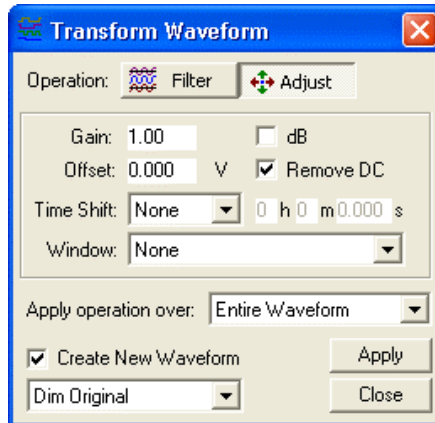 Transform Waveform
Operation: Filter Adjust
Gain: 1.00 dB
Offset: 0.000 V Remove DC
Time Shift: None 0 h 0 m 0.000 s
Window: None
Apply operation over: Entire Waveform
Create New Waveform Apply
Dim Original Close